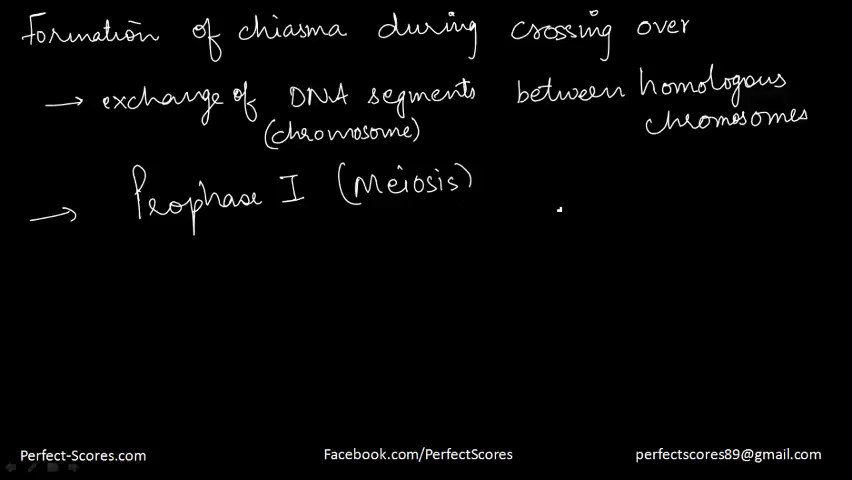 Formation of chiasma during crossing over
→ exchange of DNA segments between homologous
(chromosome) chromosomes
→ Prophase I (Meiosis)
Perfect-Scores.com Facebook.com/PerfectScores perfectscores89@gmail.com